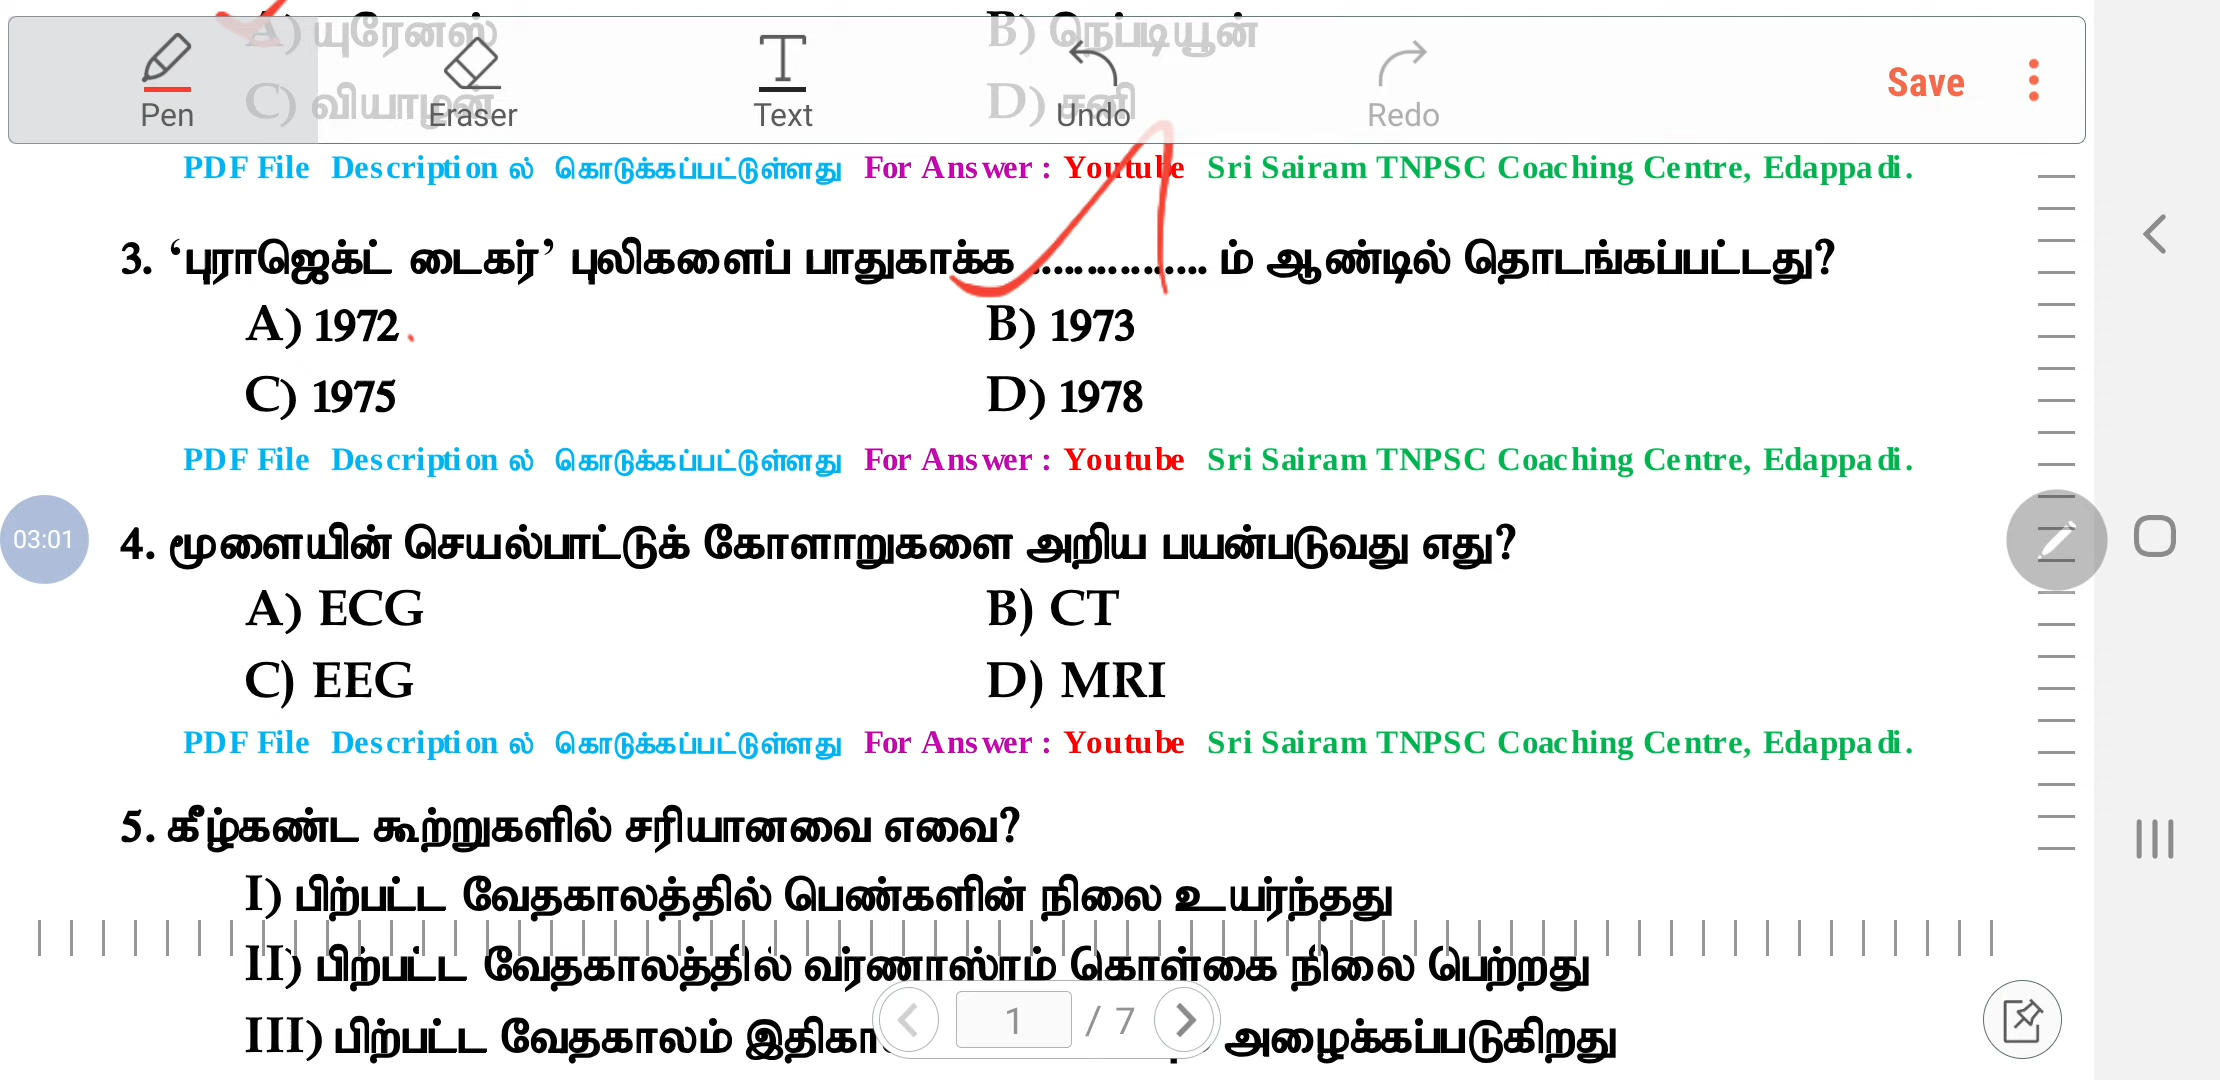 A) யுரேனஸ் B) நெப்டியூன்
C) வியாழன் D) சனி
Pen Eraser Text Undo Redo Save
PDF File Description ல் கொடுக்கப்பட்டுள்ளது For Answer : Youtube Sri Sairam TNPSC Coaching Centre, Edappadi.
3. ‘புராஜெக்ட் டைகர்’ புலிகளைப் பாதுகாக்க ................ ம் ஆண்டில் தொடங்கப்பட்டது?
A) 1972 B) 1973
C) 1975 D) 1978
PDF File Description ல் கொடுக்கப்பட்டுள்ளது For Answer : Youtube Sri Sairam TNPSC Coaching Centre, Edappadi.
03:01
4. மூளையின் செயல்பாட்டுக் கோளாறுகளை அறிய பயன்படுவது எது?
A) ECG B) CT
C) EEG D) MRI
PDF File Description ல் கொடுக்கப்பட்டுள்ளது For Answer : Youtube Sri Sairam TNPSC Coaching Centre, Edappadi.
5. கீழ்கண்ட கூற்றுகளில் சரியானவை எவை?
I) பிற்பட்ட வேதகாலத்தில் பெண்களின் நிலை உயர்ந்தது
II) பிற்பட்ட வேதகாலத்தில் வர்ணாஸ்ரம் கொள்கை நிலை பெற்றது
III) பிற்பட்ட வேதகாலம் அழைக்கப்படுகிறது
1 / 7